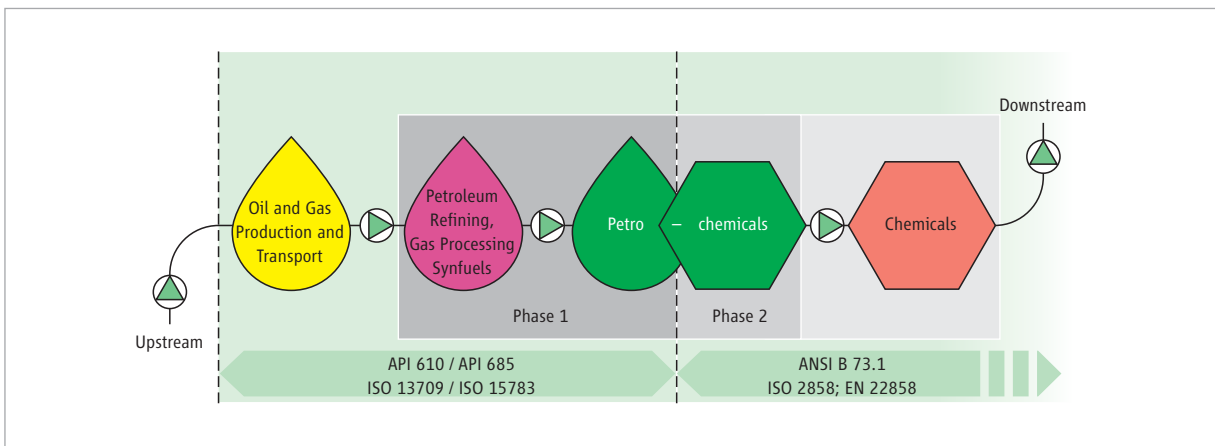 Downstream
Oil and Gas
Production and
Transport
Petroleum
Refining,
Gas Processing
Synfuels
Petro – chemicals
Chemicals
Phase 1
Phase 2
Upstream
API 610 / API 685
ISO 13709 / ISO 15783
ANSI B 73.1
ISO 2858; EN 22858